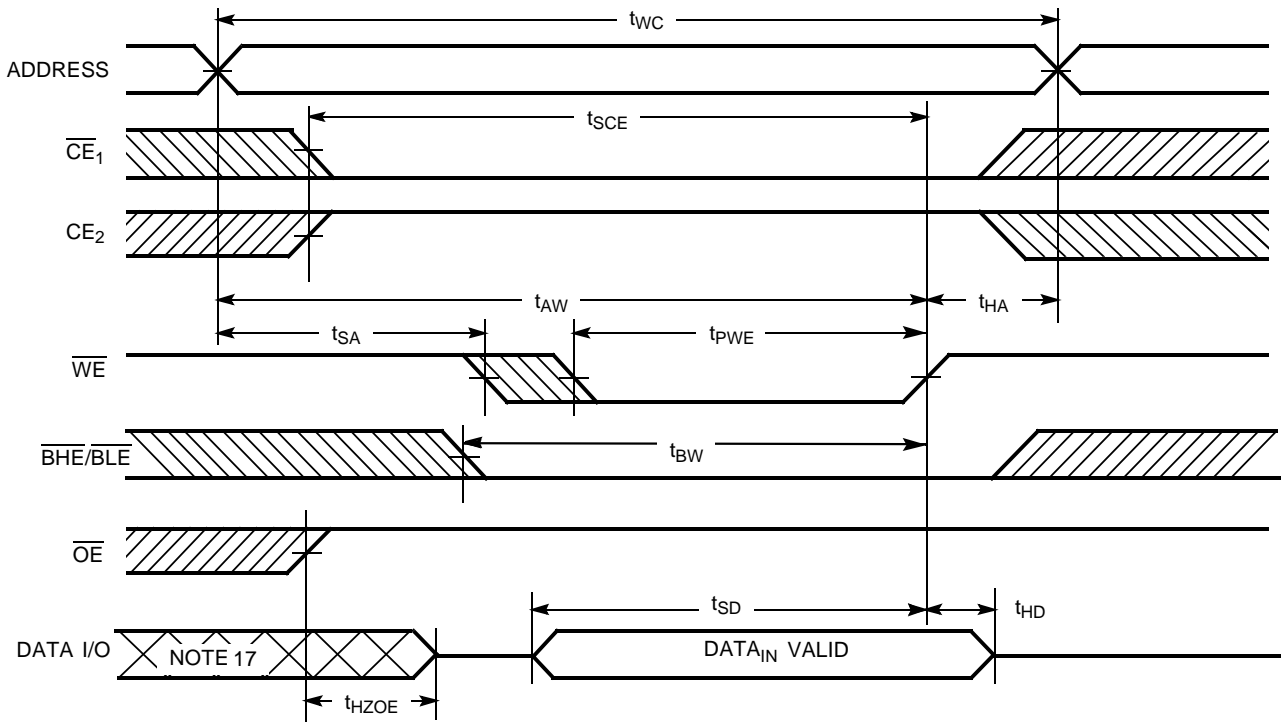 tWC
ADDRESS
tSCE
CE1
CE2
tAW
tHA
tSA
tPWE
WE
BHE/BLE
tBW
OE
tSD
tHD
DATA I/O
NOTE 17
DATAIN VALID
tHZOE